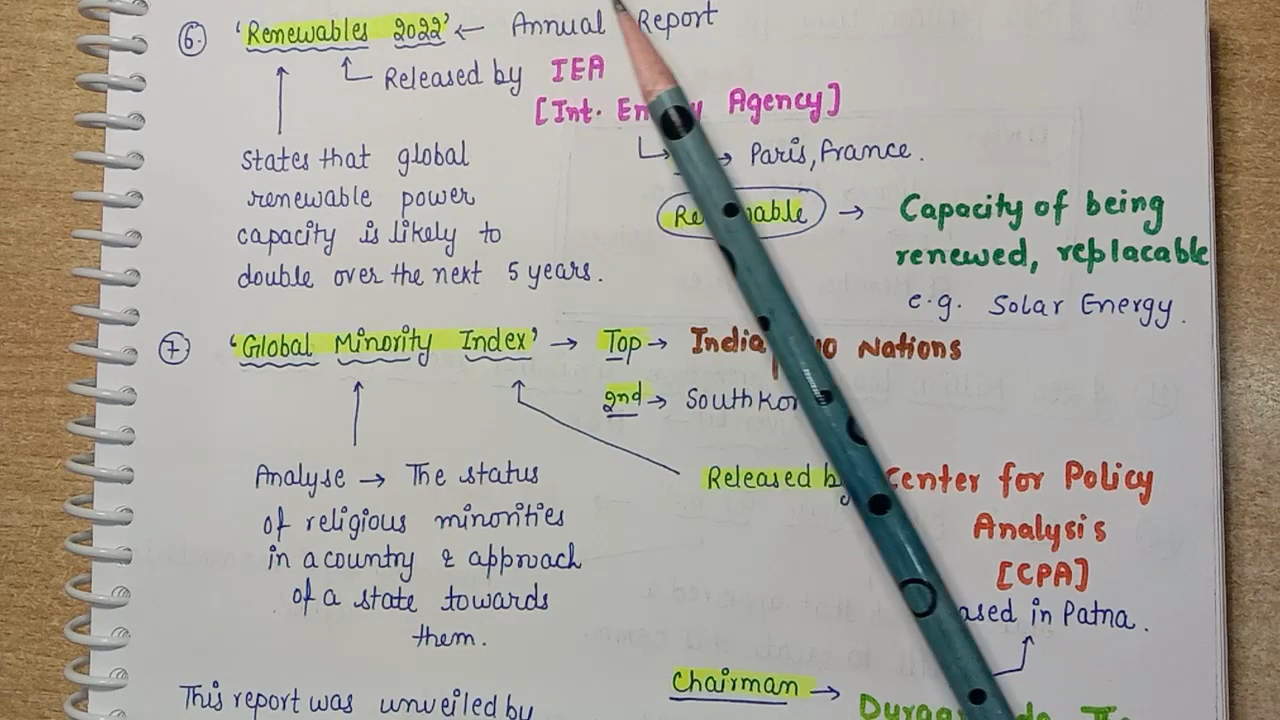 6. 'Renewables 2022' ← Annual Report
Released by IEA
[Int. Agency]
→ Paris, France.
States that global
renewable power
capacity is likely to
double over the next 5 years.
→ Capacity of being
renewed, replacable
e.g. Solar Energy.
7. 'Global Minority Index' → Top → India, Nations
2nd →
Analyse → The status
of religious minorities
in a country & approach
of a state towards
them.
Released by Center for Policy
Analysis
[CPA]
in Patna.
Chairman →
This report was unveiled by